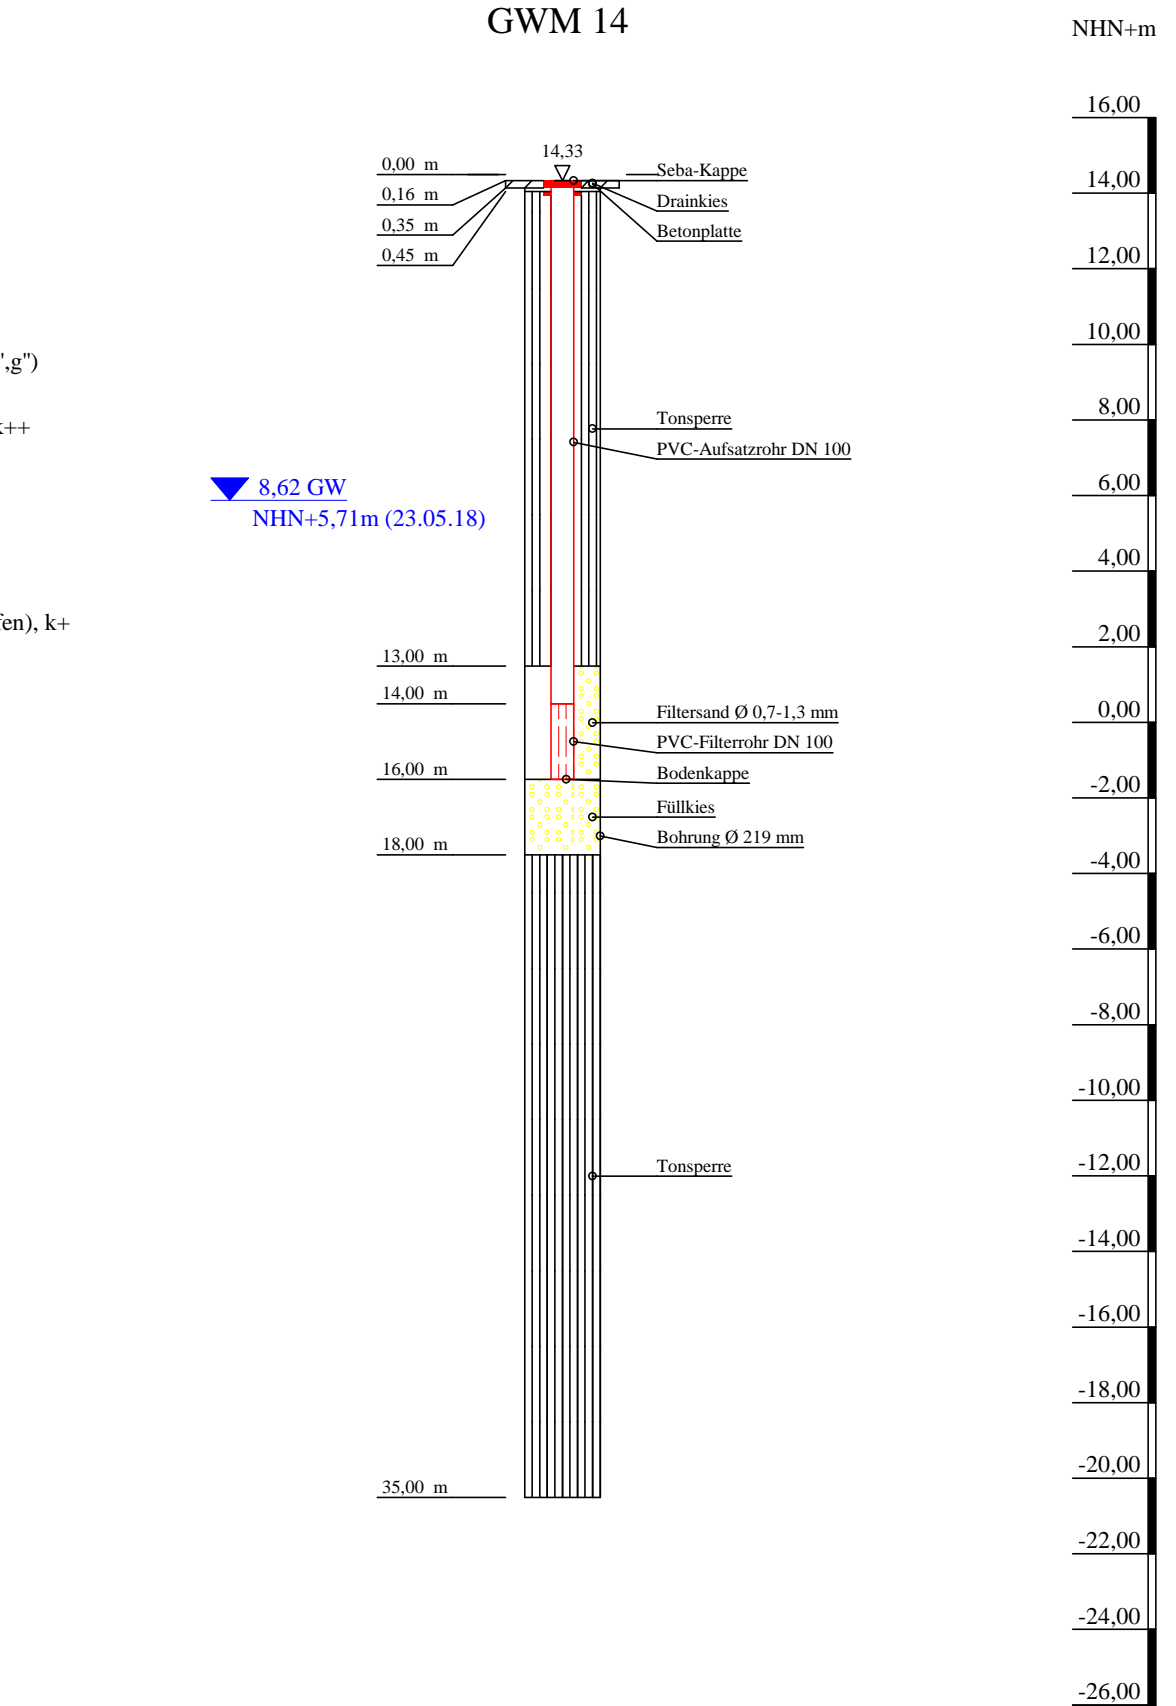 GWM 14
NHN+m
16,00
14,33
0,00 m
Seba-Kappe
14,00
0,16 m
Drainkies
0,35 m
Betonplatte
0,45 m
12,00
10,00
',g'')
8,00
Tonsperre
k++
PVC-Aufsatzrohr DN 100
6,00
8,62 GW
NHN+5,71m (23.05.18)
4,00
fen), k+
2,00
13,00 m
14,00 m
0,00
Filtersand Ø 0,7-1,3 mm
PVC-Filterrohr DN 100
16,00 m
Bodenkappe
-2,00
Füllkies
18,00 m
Bohrung Ø 219 mm
-4,00
-6,00
-8,00
-10,00
-12,00
Tonsperre
-14,00
-16,00
-18,00
-20,00
35,00 m
-22,00
-24,00
-26,00